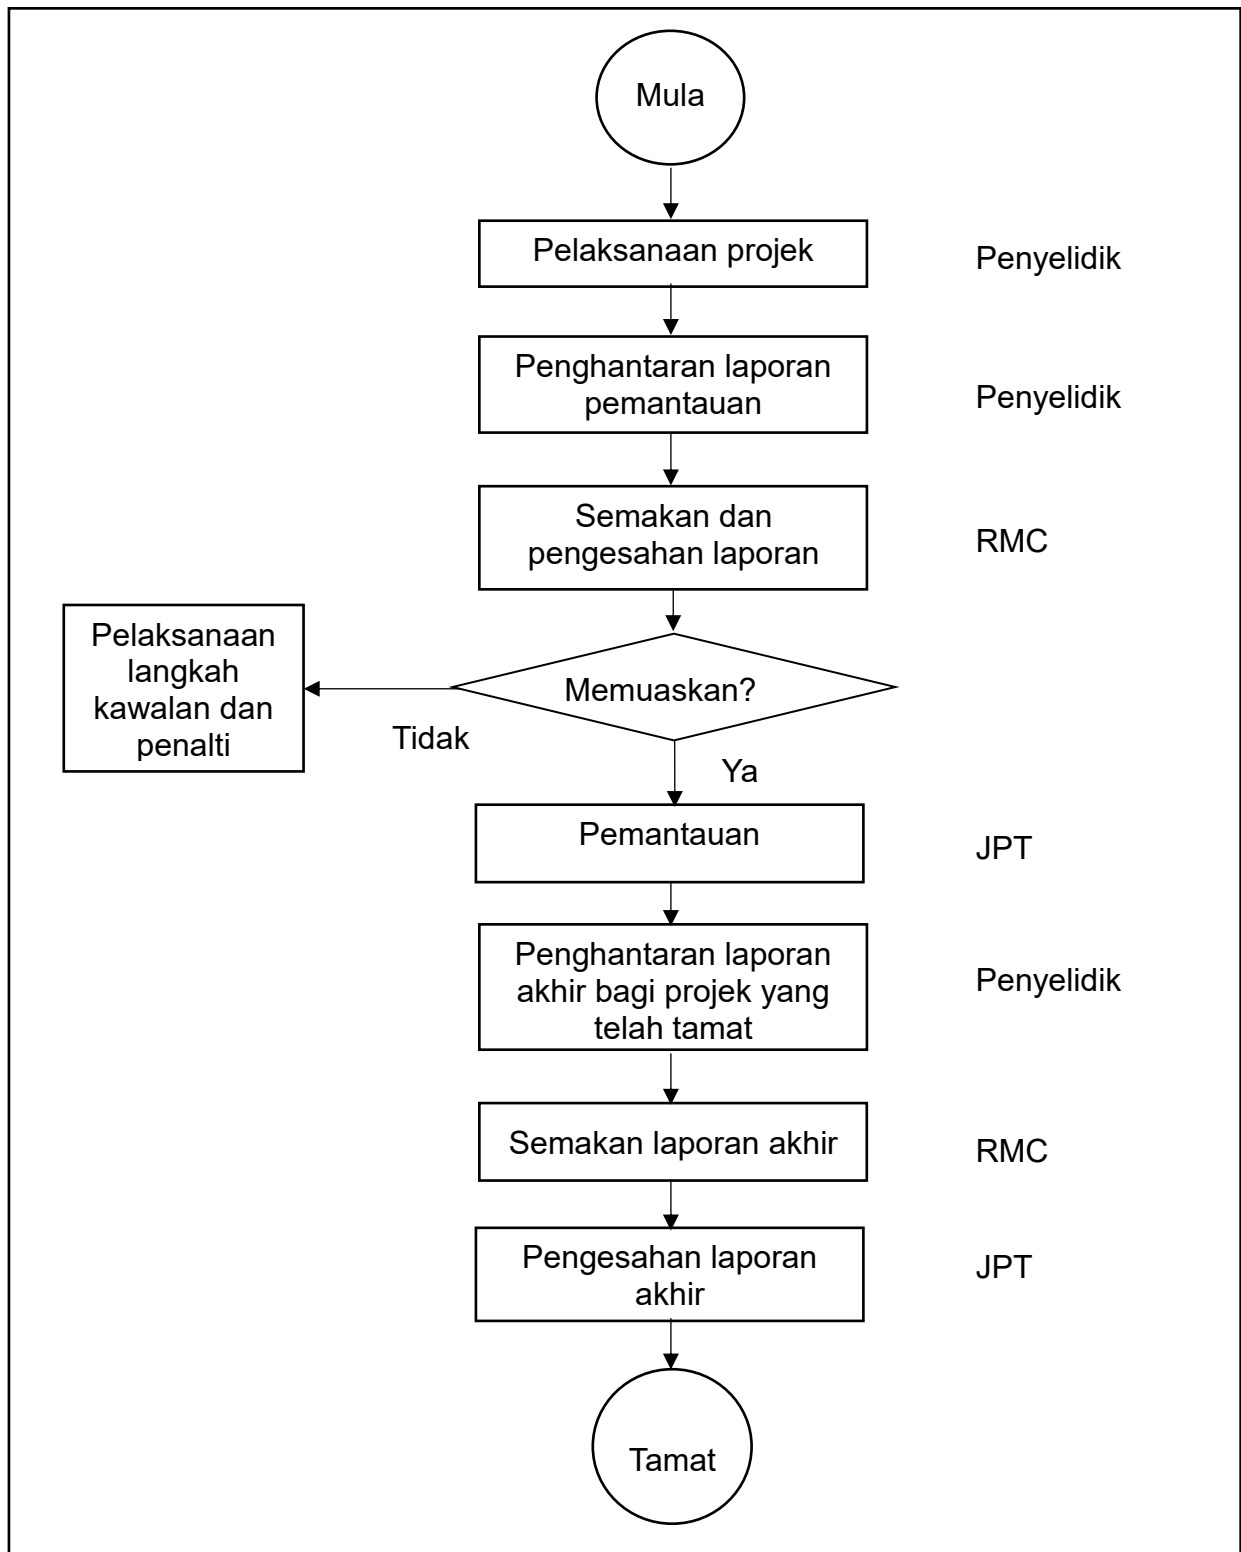 Mula
Pelaksanaan projek
Penyelidik
Penghantaran laporan
pemantauan
Penyelidik
Semakan dan
pengesahan laporan
RMC
Pelaksanaan
langkah
kawalan dan
penalti
Memuaskan?
Tidak
Ya
Pemantauan
JPT
Penghantaran laporan
akhir bagi projek yang
telah tamat
Penyelidik
Semakan laporan akhir
RMC
Pengesahan laporan
akhir
JPT
Tamat